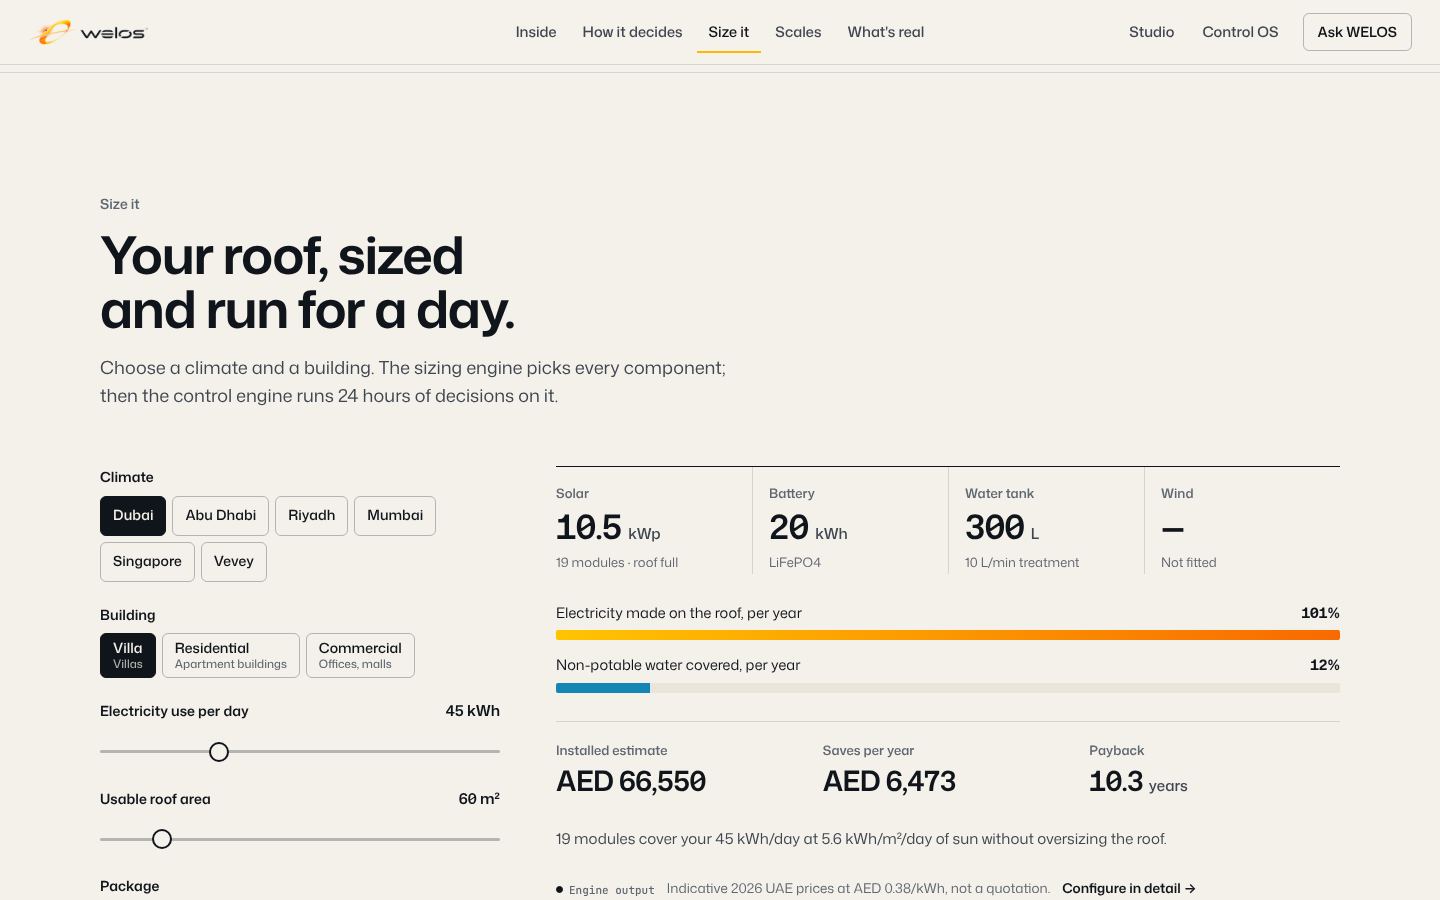 welos
Inside
How it decides
Size it
Scales
What's real
Studio
Control OS
Ask WELOS
Size it
Your roof, sized
and run for a day.
Choose a climate and a building. The sizing engine picks every component;
then the control engine runs 24 hours of decisions on it.
Climate
Dubai
Abu Dhabi
Riyadh
Mumbai
Singapore
Vevey
Building
Villa
Villas
Residential
Apartment buildings
Commercial
Offices, malls
Electricity use per day
45 kWh
Usable roof area
60 m²
Package
Solar
10.5 kWp
19 modules · roof full
Battery
20 kWh
LiFePO4
Water tank
300 L
10 L/min treatment
Wind
–
Not fitted
Electricity made on the roof, per year
101%
Non-potable water covered, per year
12%
Installed estimate
AED 66,550
Saves per year
AED 6,473
Payback
10.3 years
19 modules cover your 45 kWh/day at 5.6 kWh/m²/day of sun without oversizing the roof.
Engine output
Indicative 2026 UAE prices at AED 0.38/kWh, not a quotation.
Configure in detail →